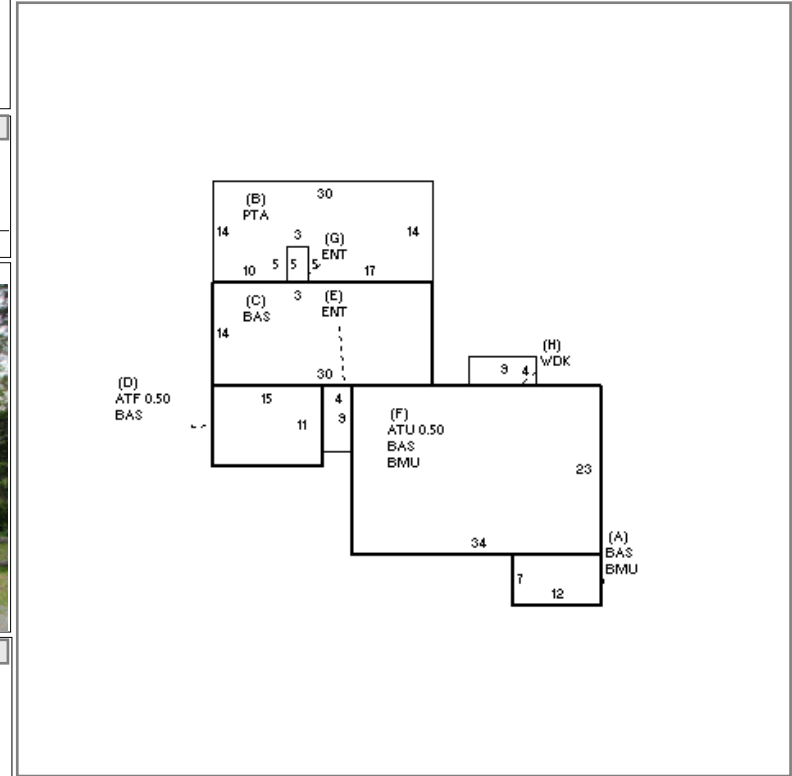 30
(B)
PTA
14
14
3
(G)
ENT
5
5
5
10
17
(C)
BAS
3
(E)
ENT
14
30
(H)
WDK
9
4
(D)
ATF 0.50
BAS
15
4
11
9
(F)
ATU 0.50
BAS
BMU
23
34
(A)
BAS
BMU
7
12